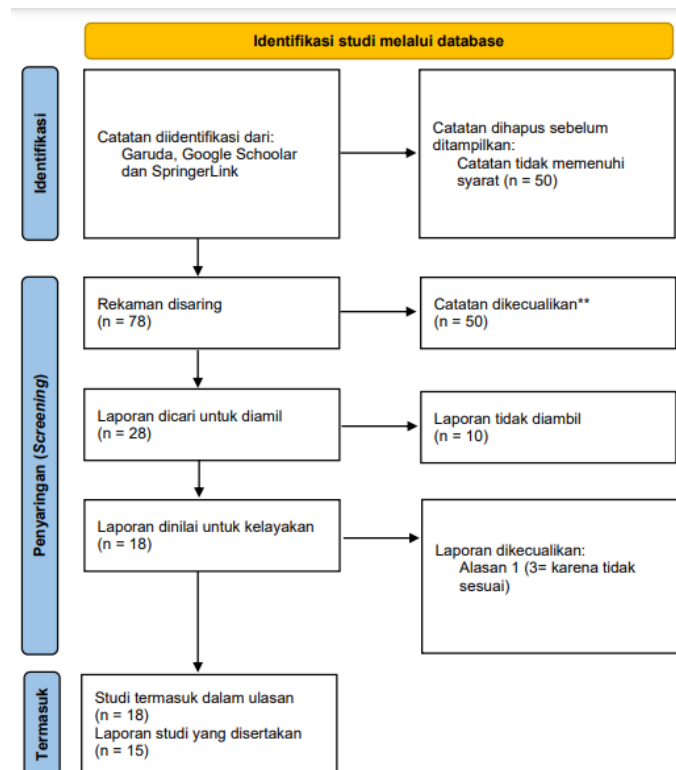 Identifikasi studi melalui database
Identifikasi
Catatan diidentifikasi dari:
Garuda, Google Schoolar
dan SpringerLink
Catatan dihapus sebelum
ditampilkan:
Catatan tidak memenuhi
syarat (n = 50)
Penyaringan (Screening)
Rekaman disaring
(n = 78)
Catatan dikecualikan**
(n = 50)
Laporan dicari untuk diamil
(n = 28)
Laporan tidak diambil
(n = 10)
Laporan dinilai untuk kelayakan
(n = 18)
Laporan dikecualikan:
Alasan 1 (3= karena tidak
sesuai)
Termasuk
Studi termasuk dalam ulasan
(n = 18)
Laporan studi yang disertakan
(n = 15)